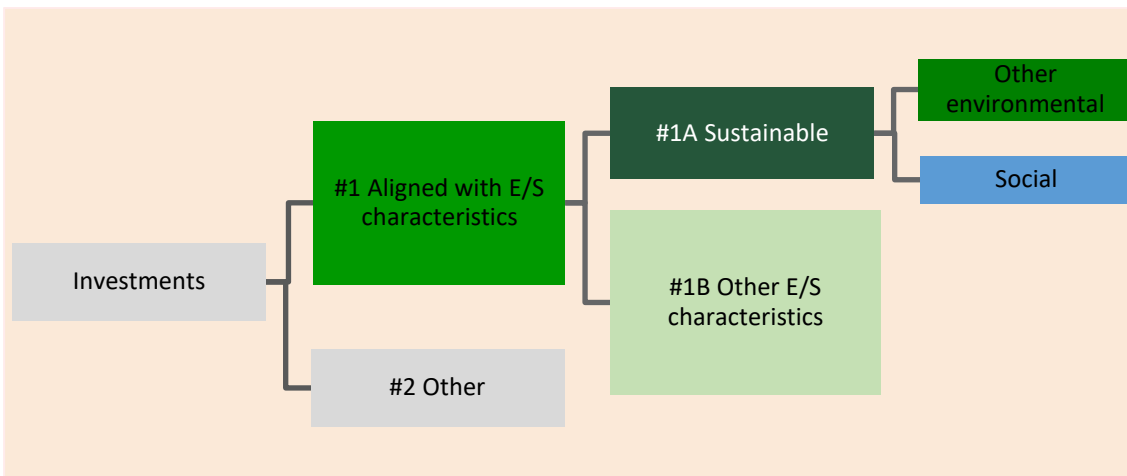 Investments
#1 Aligned with E/S
characteristics
#2 Other
#1A Sustainable
#1B Other E/S
characteristics
Other
environmental
Social